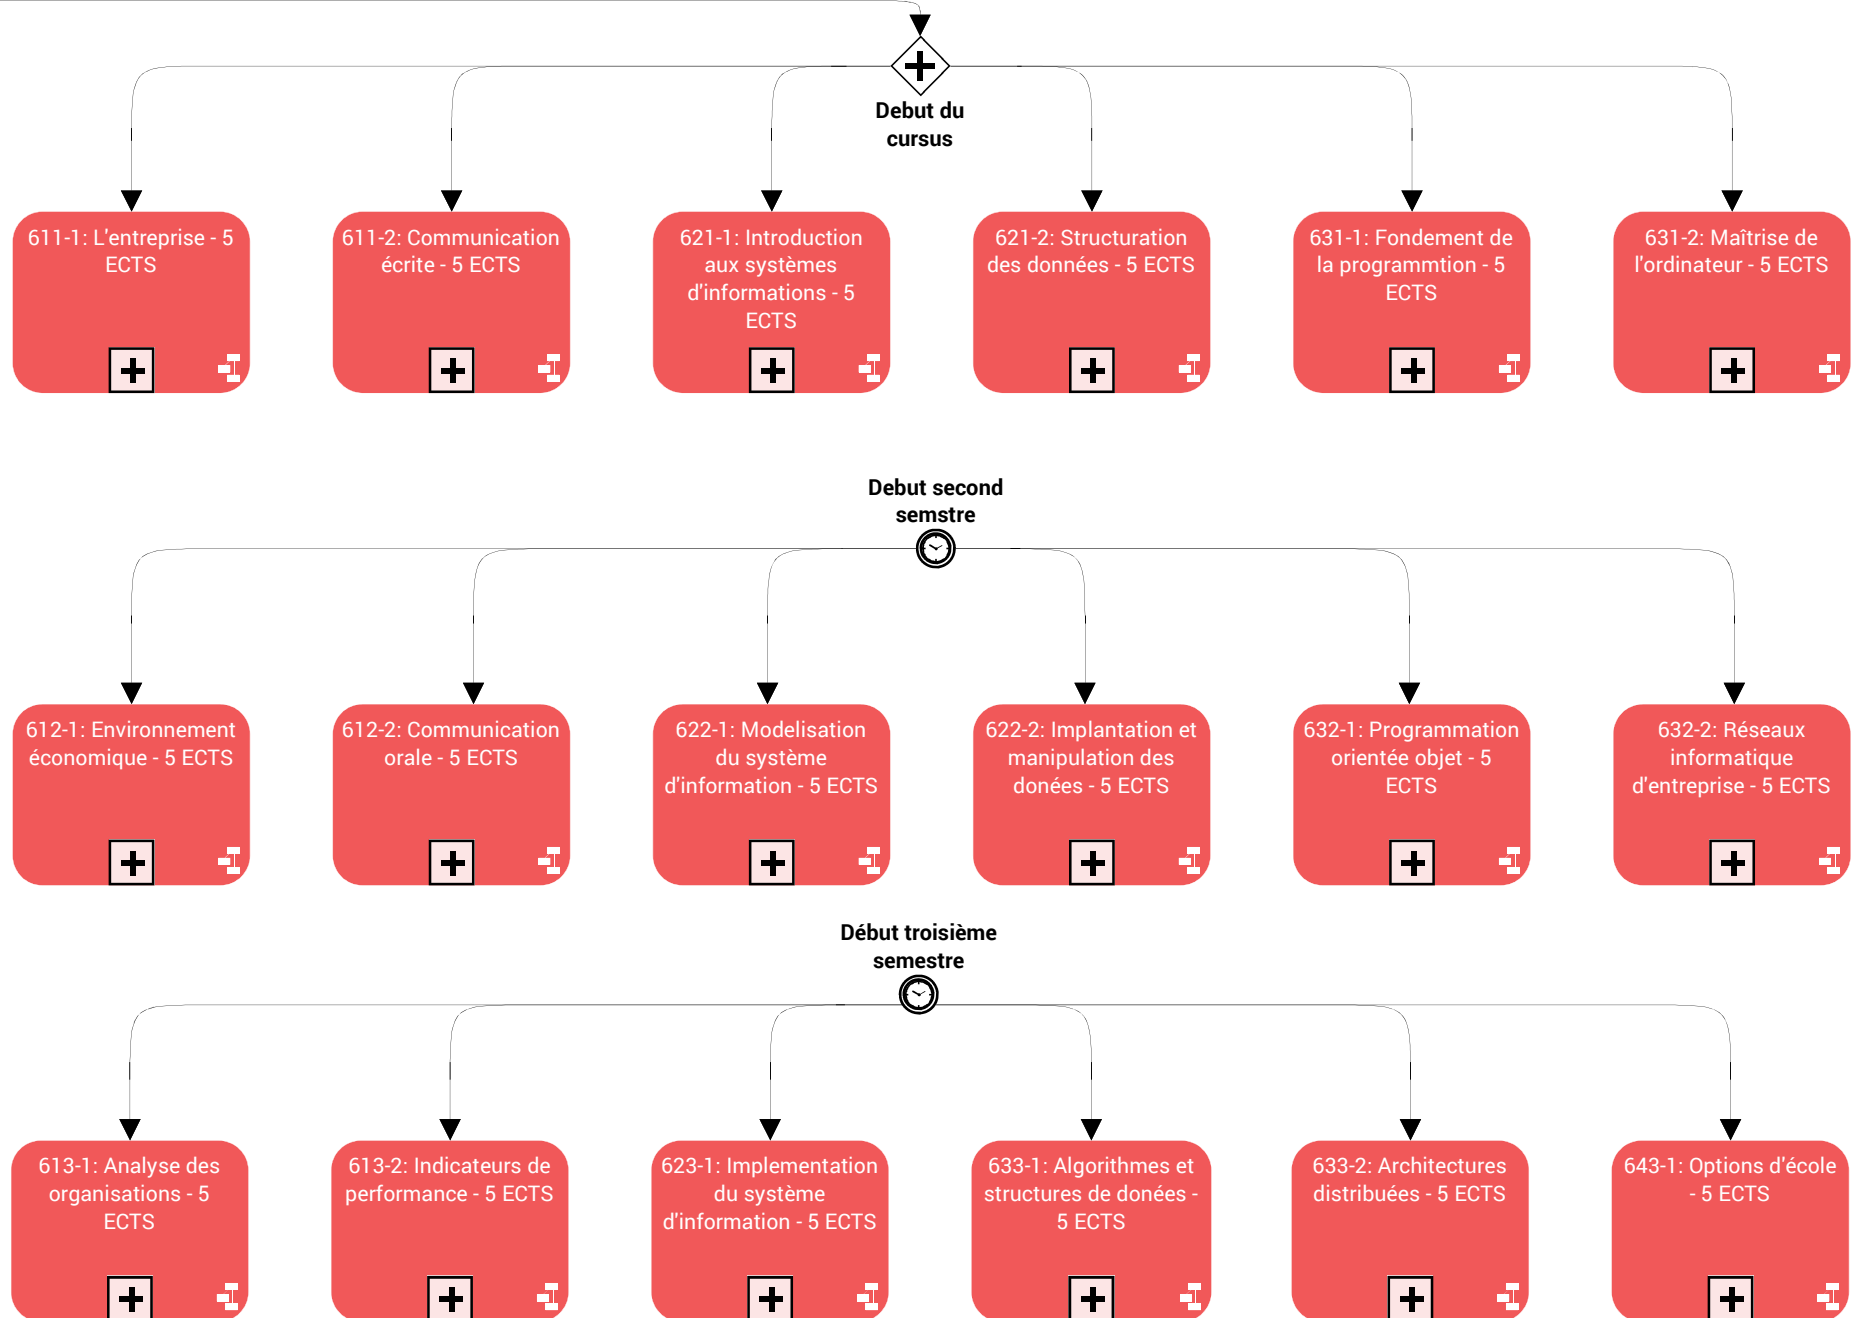 Debut du
cursus
611-1: L'entreprise - 5
ECTS
611-2: Communication
écrite - 5 ECTS
621-1: Introduction
aux systèmes
d'informations - 5
ECTS
621-2: Structuration
des données - 5 ECTS
631-1: Fondement de
la programmtion - 5
ECTS
631-2: Maîtrise de
l'ordinateur - 5 ECTS
Debut second
semstre
612-1: Environnement
économique - 5 ECTS
612-2: Communication
orale - 5 ECTS
622-1: Modelisation
du système
d'information - 5 ECTS
622-2: Implantation et
manipulation des
donées - 5 ECTS
632-1: Programmation
orientée objet - 5
ECTS
632-2: Réseaux
informatique
d'entreprise - 5 ECTS
Début troisième
semestre
613-1: Analyse des
organisations - 5
ECTS
613-2: Indicateurs de
performance - 5 ECTS
623-1: Implementation
du système
d'information - 5 ECTS
633-1: Algorithmes et
structures de donées -
5 ECTS
633-2: Architectures
distribuées - 5 ECTS
643-1: Options d'école
- 5 ECTS